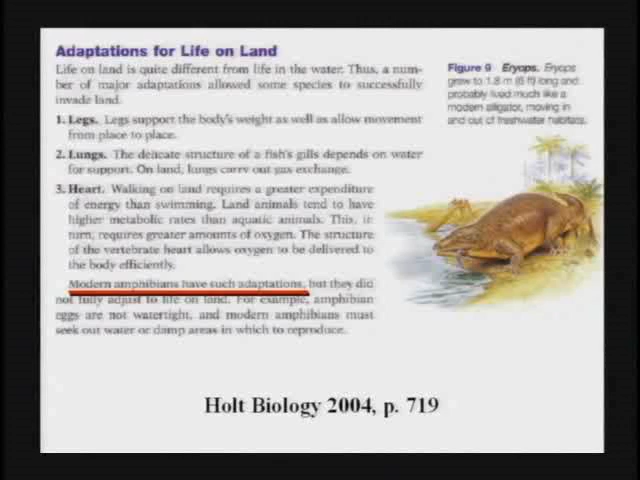 Adaptations for Life on Land
Life on land is quite different from life in the water. Thus, a num-
ber of major adaptations allowed some species to successfully
invade land.
1. Legs. Legs support the body's weight as well as allow movement
from place to place.
2. Lungs. The delicate structure of a fish's gills depends on water
for support. On land, lungs carry out gas exchange.
3. Heart. Walking on land requires a greater expenditure
of energy than swimming. Land animals tend to have
higher metabolic rates than aquatic animals. This, in
turn, requires greater amounts of oxygen. The structure
of the vertebrate heart allows oxygen to be delivered to
the body efficiently.
Modern amphibians have such adaptations, but they did
not fully adjust to life on land. For example, amphibian
eggs are not watertight, and modern amphibians must
seek out water or damp areas in which to reproduce.
Figure 9 Eryops. Eryops
grew to 1.8 m (6 ft) long and
probably lived much like a
modern alligator, moving in
and out of freshwater habitats.
Holt Biology 2004, p. 719